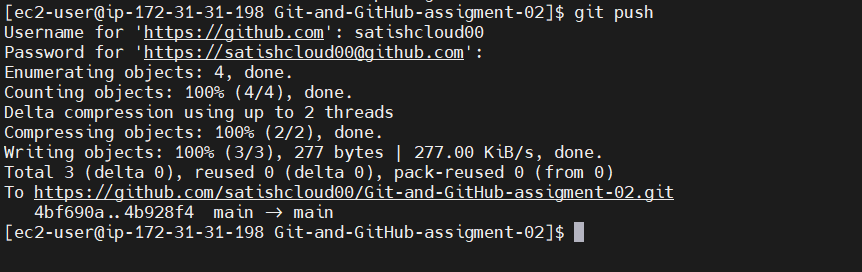 [ec2-user@ip-172-31-31-198 Git-and-GitHub-assigment-02]$ git push
Username for 'https://github.com': satishcloud00
Password for 'https://satishcloud00@github.com':
Enumerating objects: 4, done.
Counting objects: 100% (4/4), done.
Delta compression using up to 2 threads
Compressing objects: 100% (2/2), done.
Writing objects: 100% (3/3), 277 bytes | 277.00 KiB/s, done.
Total 3 (delta 0), reused 0 (delta 0), pack-reused 0 (from 0)
To https://github.com/satishcloud00/Git-and-GitHub-assigment-02.git
   4bf690a..4b928f4  main -> main
[ec2-user@ip-172-31-31-198 Git-and-GitHub-assigment-02]$